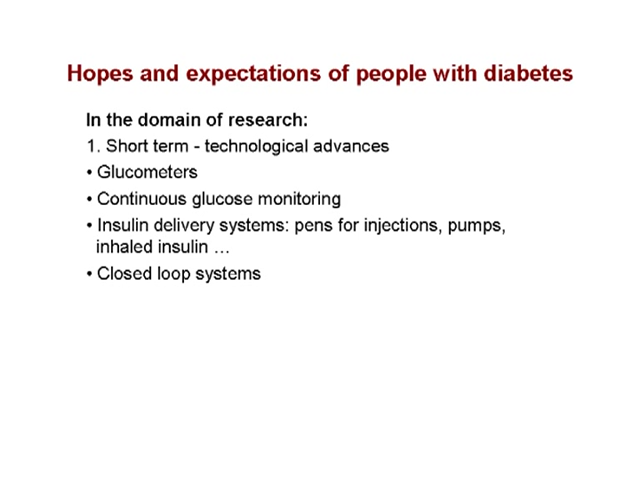 Hopes and expectations of people with diabetes
In the domain of research:
1. Short term - technological advances
• Glucometers
• Continuous glucose monitoring
• Insulin delivery systems: pens for injections, pumps,
inhaled insulin …
• Closed loop systems